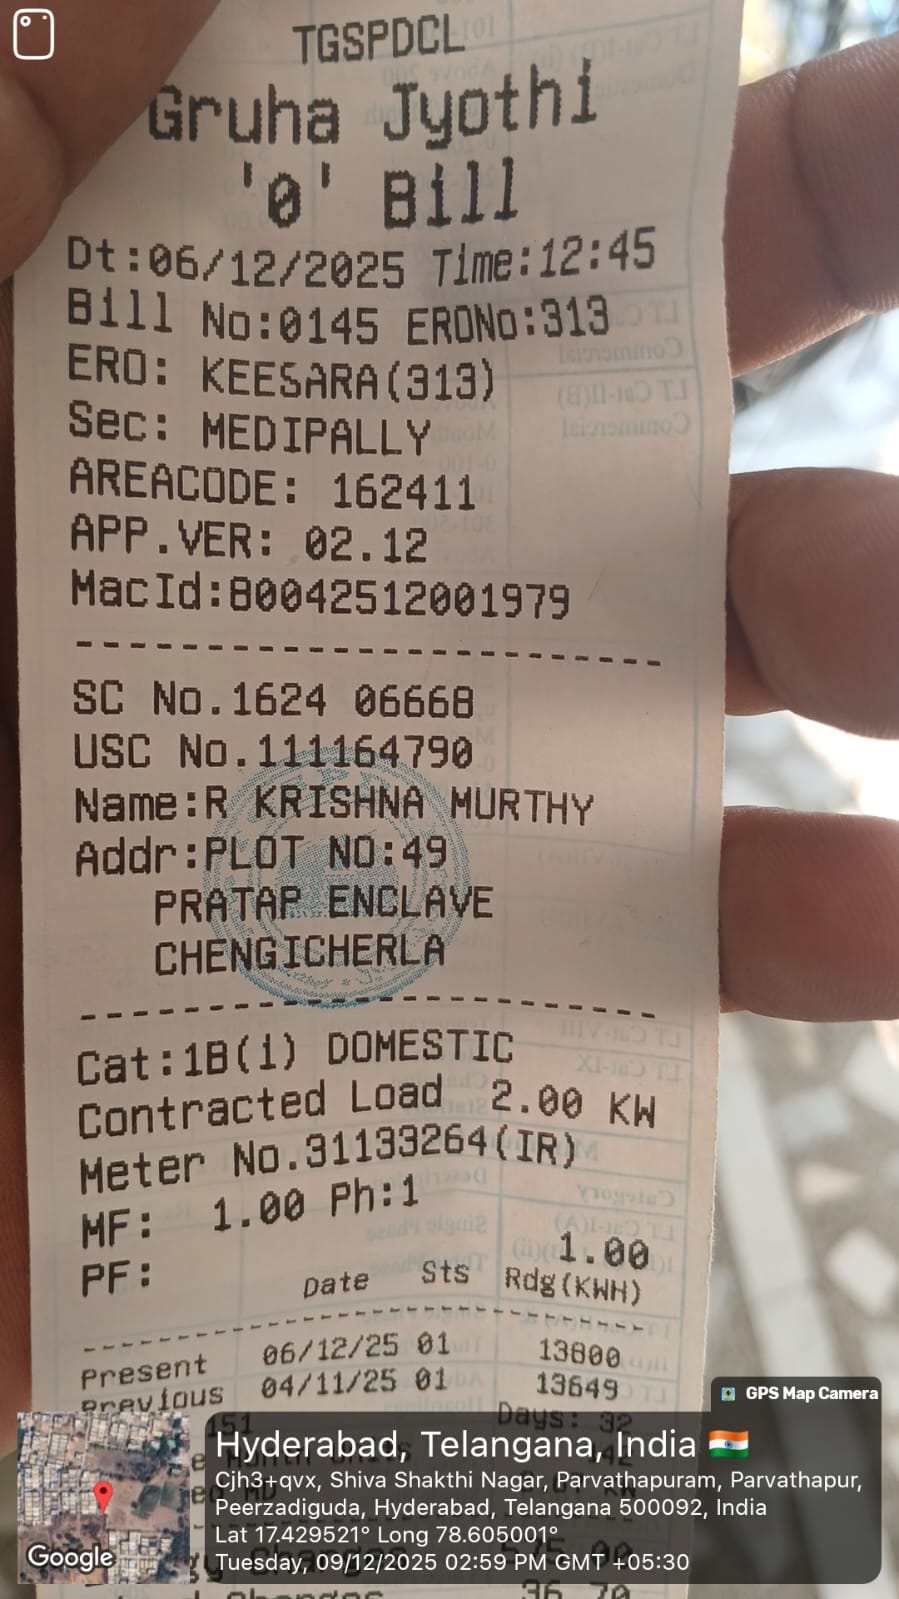 TGSPDCL
Gruha Jyothi
'0' Bill
Dt:06/12/2025 Time:12:45
Bill No:0145 ERONo:313
ERO: KEESARA(313)
Sec: MEDIPALLY
AREACODE: 162411
APP.VER: 02.12
MacId:B0042512001979
SC No.1624 06668
USC No.111164790
Name:R KRISHNA MURTHY
Addr:PLOT NO:49
PRATAP ENCLAVE
CHENGICHERLA
Cat:1B(i) DOMESTIC
Contracted Load 2.00 KW
Meter No.31133264(IR)
MF: 1.00 Ph:1
PF: 1.00
Date Sts Rdg(KWH)
Present 06/12/25 01 13800
Previous 04/11/25 01 13649
151 Days: 32
GPS Map Camera
Hyderabad, Telangana, India
Cjh3+qvx, Shiva Shakthi Nagar, Parvathapuram, Parvathapur,
Peerzadiguda, Hyderabad, Telangana 500092, India
Lat 17.429521° Long 78.605001°
Tuesday, 09/12/2025 02:59 PM GMT +05:30
Google